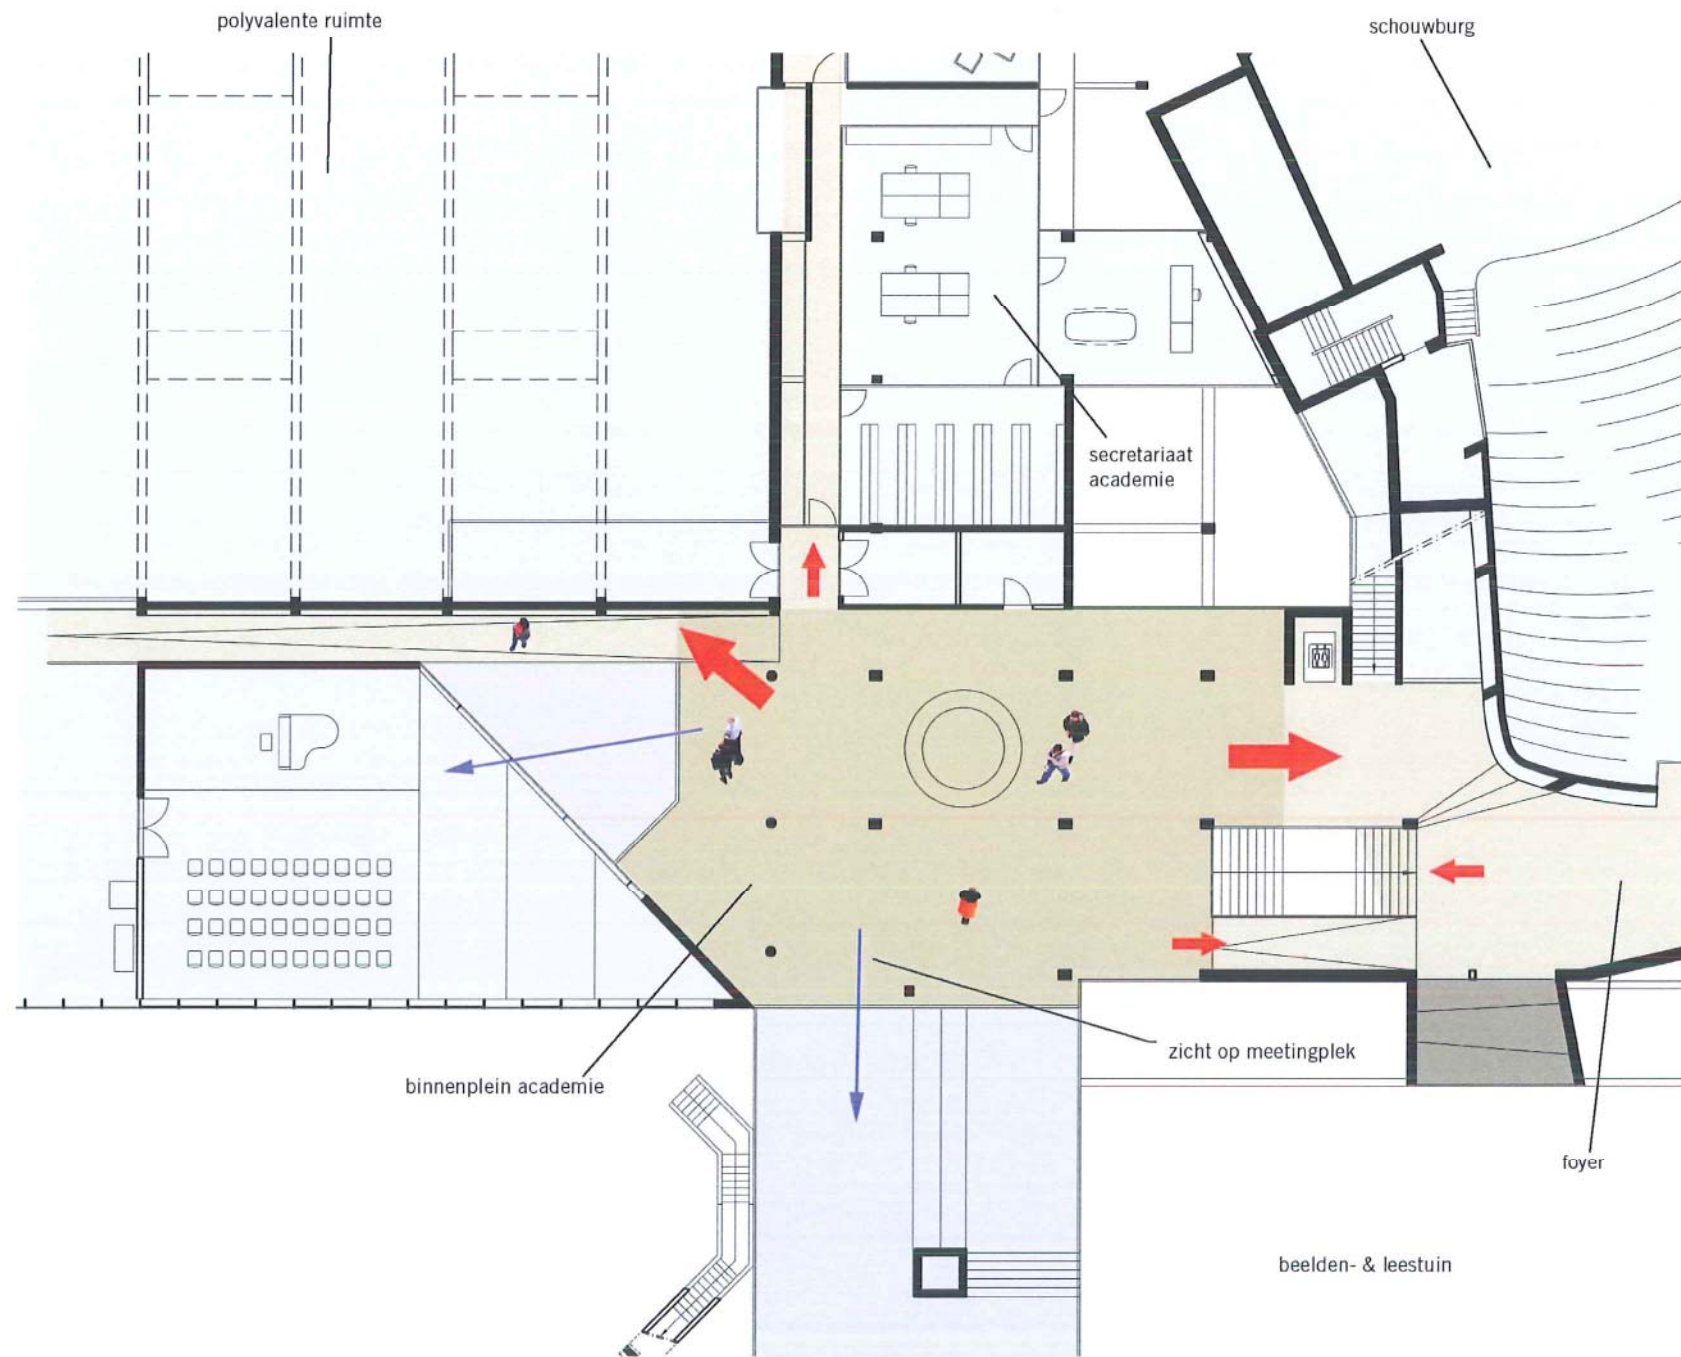 polyvalente ruimte
schouwburg
secretariaat
academie
zicht op meetingplek
binnenplein academie
foyer
beelden- & leestuin